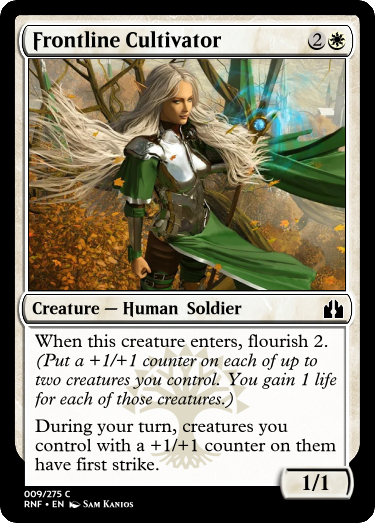 Frontline Cultivator 2
Creature — Human Soldier
When this creature enters, flourish 2.
(Put a +1/+1 counter on each of up to
two creatures you control. You gain 1 life
for each of those creatures.)
During your turn, creatures you
control with a +1/+1 counter on them
have first strike.
1/1
009/275 C
RNF • EN Sam Kanios